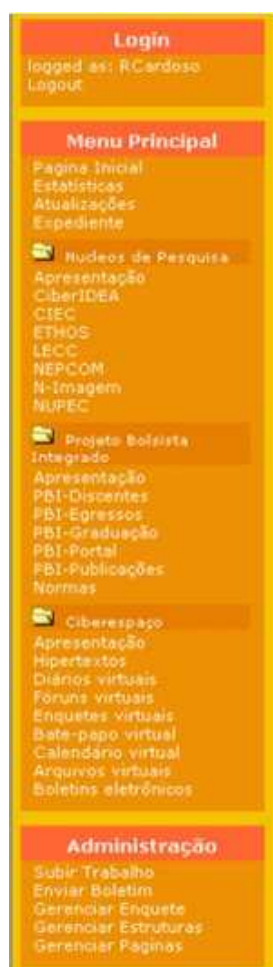 Login
logged as: RCardoso
Logout
Menu Principal
Pagina Inicial
Estatísticas
Atualizações
Expediente
Nucleos de Pesquisa
Apresentação
CiberIDEA
CIEC
ETHOS
LECC
NEPCOM
N-Imagem
NUPEC
Projeto Bolsista
Integrado
Apresentação
PBI-Discentes
PBI-Egressos
PBI-Graduação
PBI-Portal
PBI-Publicações
Normas
Ciberespaço
Apresentação
Hipertextos
Diários virtuais
Fóruns virtuais
Enquetes virtuais
Bate-papo virtual
Calendário virtual
Arquivos virtuais
Boletins eletrônicos
Administração
Subir Trabalho
Enviar Boletim
Gerenciar Enquete
Gerenciar Estruturas
Gerenciar Paginas